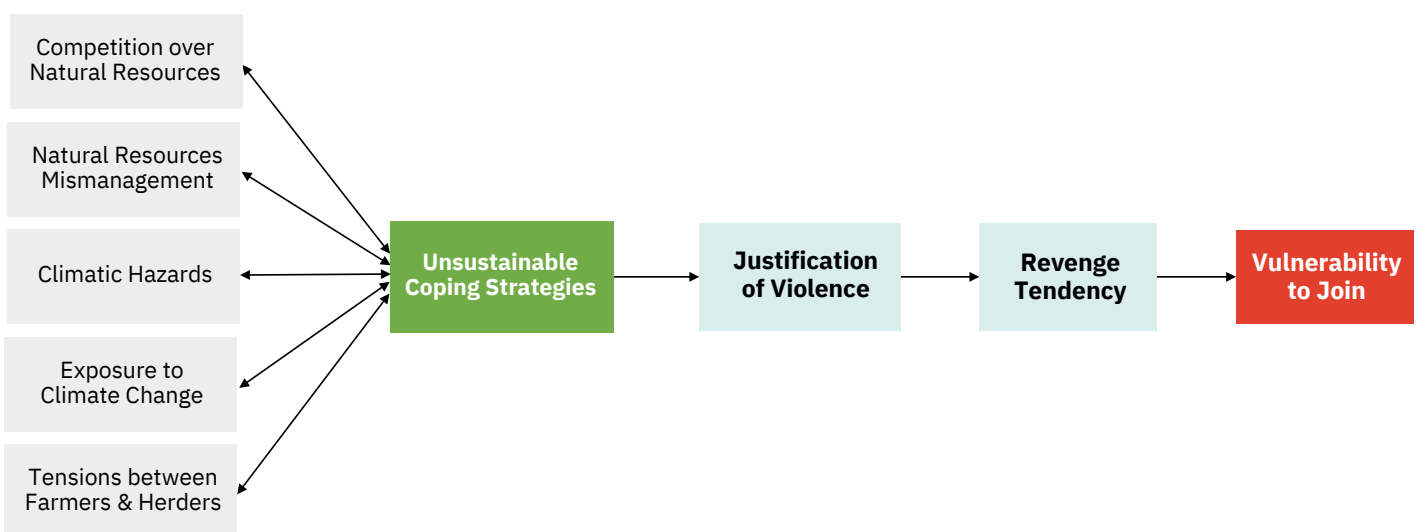 Competition over
Natural Resources
Natural Resources
Mismanagement
Climatic Hazards
Exposure to
Climate Change
Tensions between
Farmers & Herders
Unsustainable
Coping Strategies
Justification
of Violence
Revenge
Tendency
Vulnerability
to Join